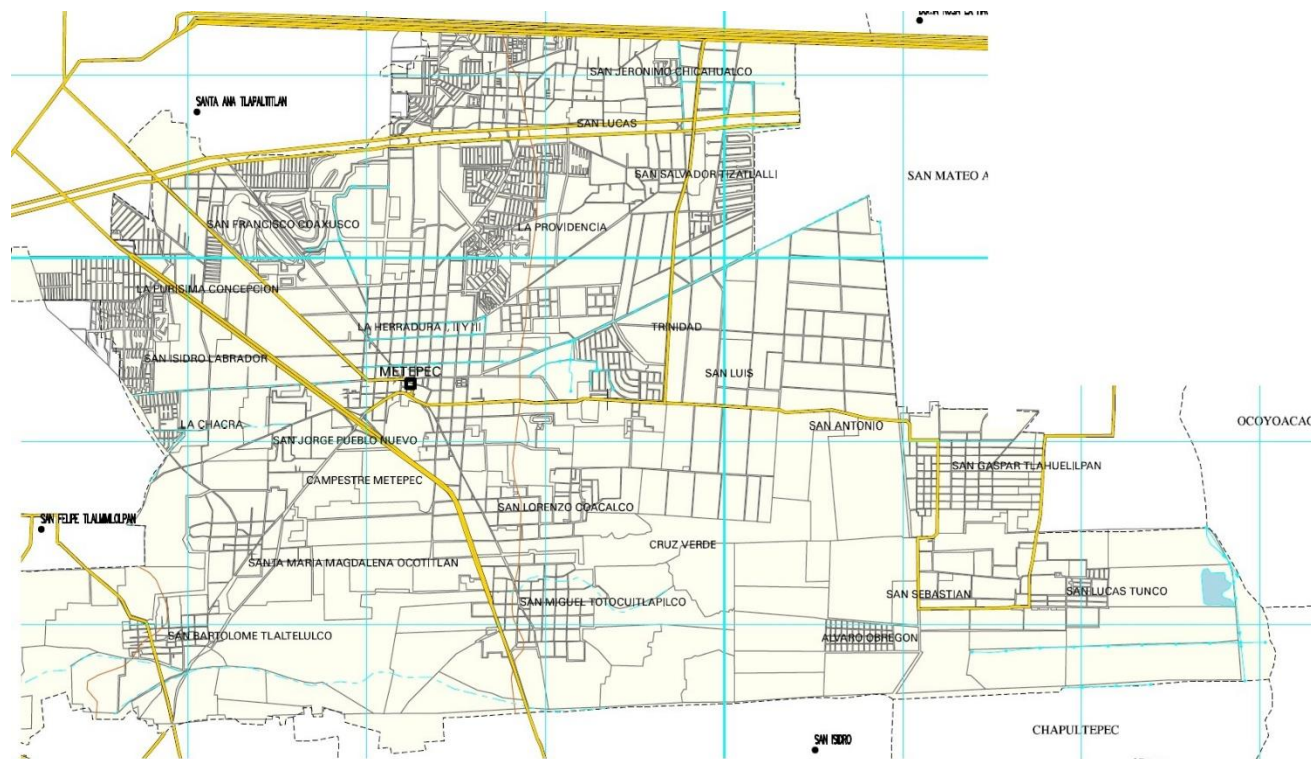 SAN JERONIMO CHICAHUALCO
SANTA ANA TLAPALTITLAN
SAN LUCAS
SAN SALVADOR TIZATLALLI
SAN MATEO A
SAN FRANCISCO COAXUSCO
LA PROVIDENCIA
LA PURISIMA CONCEPCION
LA HERRADURA I, II Y III
TRINIDAD
SAN ISIDRO LABRADOR
METEPEC
SAN LUIS
LA CHACRA
SAN ANTONIO
OCOYOACAC
SAN JORGE PUEBLO NUEVO
SAN GASPAR TLAHUELILPAN
CAMPESTRE METEPEC
SAN LORENZO COACALCO
SAN FELIPE TLALMIMILOLPAN
CRUZ VERDE
SANTA MARIA MAGDALENA OCOTITLAN
SAN SEBASTIAN
SAN LUCAS TUNCO
SAN MIGUEL TOTOCUITLAPILCO
SAN BARTOLOME TLALTELULCO
ALVARO OBREGON
CHAPULTEPEC
SAN ISIDRO